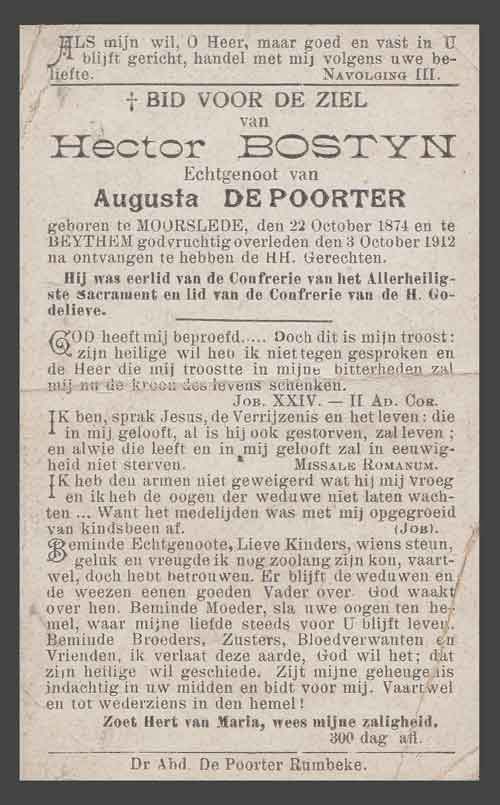 ALS mijn wil, O Heer, maar goed en vast in U
blijft gericht, handel met mij volgens uwe be-
liefte. NAVOLGING III.
† BID VOOR DE ZIEL
van
Hector BOSTYN
Echtgenoot van
Augusta DE POORTER
geboren te MOORSLEDE, den 22 October 1874 en te
BEYTHEM godvruchtig overleden den 3 October 1912
na ontvangen te hebben de HH. Gerechten.
Hij was eerlid van de Confrerie van het Allerheilig-
ste Sacrament en lid van de Confrerie van de H. Go-
delieve.
GOD heeft mij beproefd..... Doch dit is mijn troost:
zijn heilige wil heb ik niet tegen gesproken en
de Heer die mij troostte in mijne bitterheden zal
mij nu de kroon des levens schenken.
JOB. XXIV. — II AD. COR.
IK ben, sprak Jesus, de Verrijzenis en het leven: die
in mij gelooft, al is hij ook gestorven, zal leven ;
en alwie die leeft en in mij gelooft zal in eeuwig-
heid niet sterven. MISSALE ROMANUM.
IK heb den armen niet geweigerd wat hij mij vroeg
en ik heb de oogen der weduwe niet laten wach-
ten ... Want het medelijden was met mij opgegroeid
van kindsbeen af. (JOB).
Beminde Echtgenoote, Lieve Kinders, wiens steun,
geluk en vreugde ik nog zoolang zijn kon, vaart-
wel, doch hebt betrouwen. Er blijft de weduwen en
de weezen eenen goeden Vader over. God waakt
over hen. Beminde Moeder, sla uwe oogen ten he-
mel, waar mijne liefde steeds voor U blijft leven.
Beminde Broeders, Zusters, Bloedverwanten en
Vrienden, ik verlaat deze aarde, God wil het; dat
zijn heilige wil geschiede. Zijt mijne geheugenis
indachtig in uw midden en bidt voor mij. Vaartwel
en tot wederziens in den hemel !
Zoet Hert van Maria, wees mijne zaligheid.
300 dag afl.
Dr Abd. De Poorter Rumbeke.